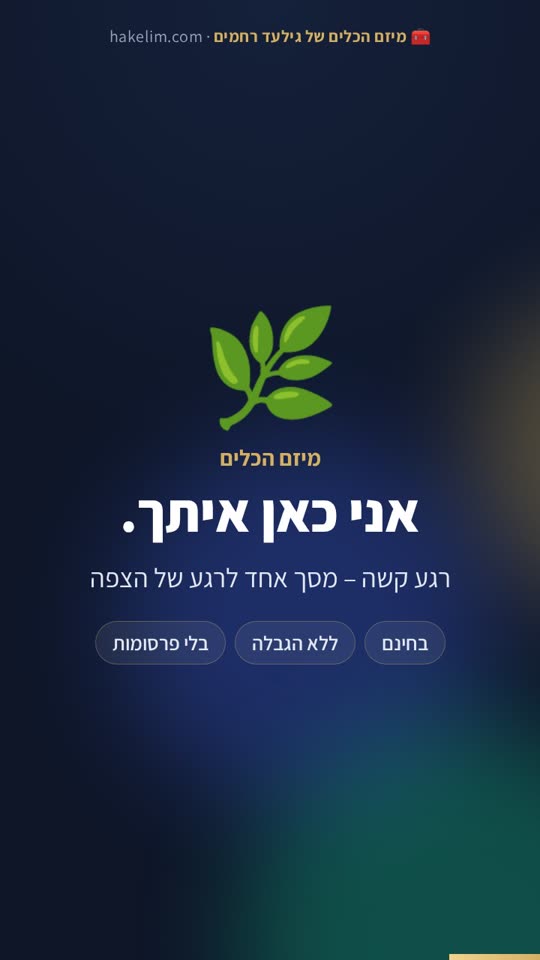 🧰 מיזם הכלים של גילעד רחמים · hakelim.com
מיזם הכלים
אני כאן איתך.
רגע קשה – מסך אחד לרגע של הצפה
בחינם
ללא הגבלה
בלי פרסומות